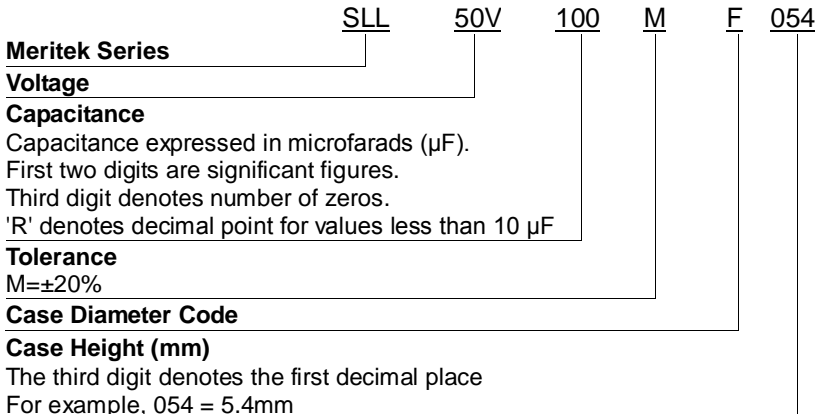 SLL 50V 100 M F 054
Meritek Series
Voltage
Capacitance
Capacitance expressed in microfarads (µF).
First two digits are significant figures.
Third digit denotes number of zeros.
'R' denotes decimal point for values less than 10 µF
Tolerance
M=±20%
Case Diameter Code
Case Height (mm)
The third digit denotes the first decimal place
For example, 054 = 5.4mm